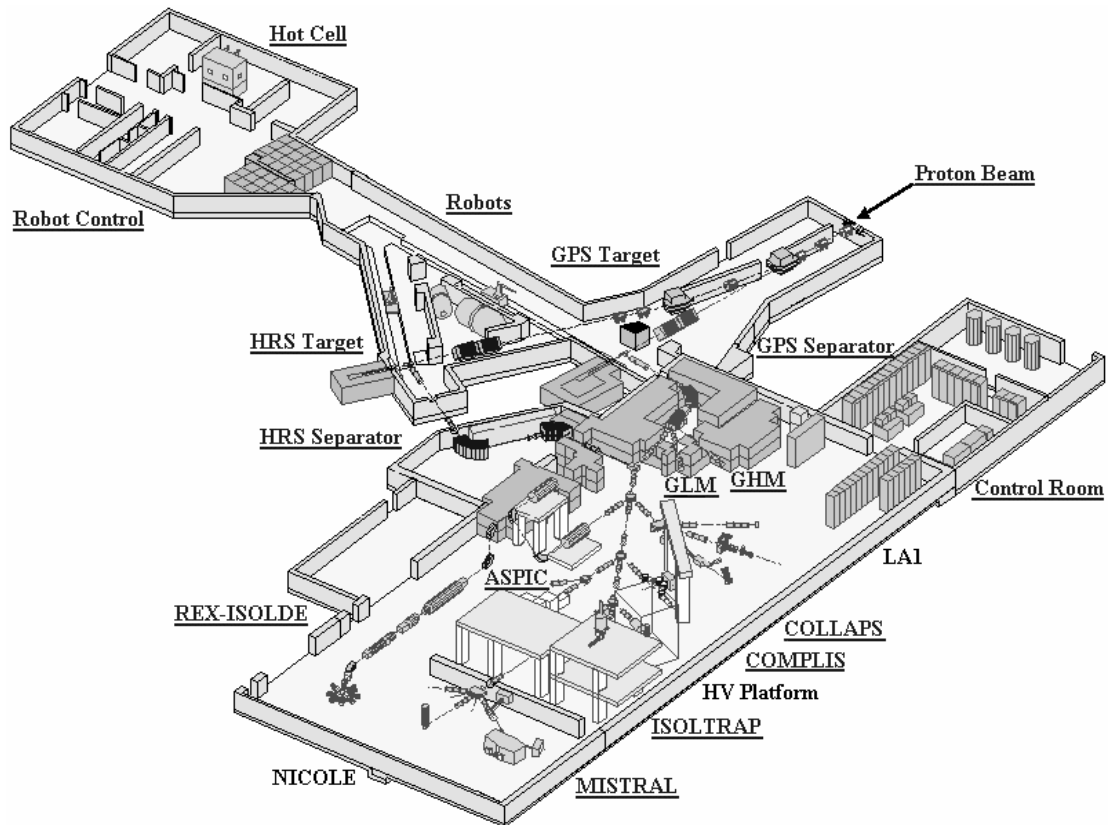 Hot Cell
Proton Beam
Robots
Robot Control
GPS Target
HRS Target
GPS Separator
HRS Separator
GLM
GHM
Control Room
LA1
ASPIC
REX-ISOLDE
COLLAPS
COMPLIS
HV Platform
ISOLTRAP
NICOLE
MISTRAL